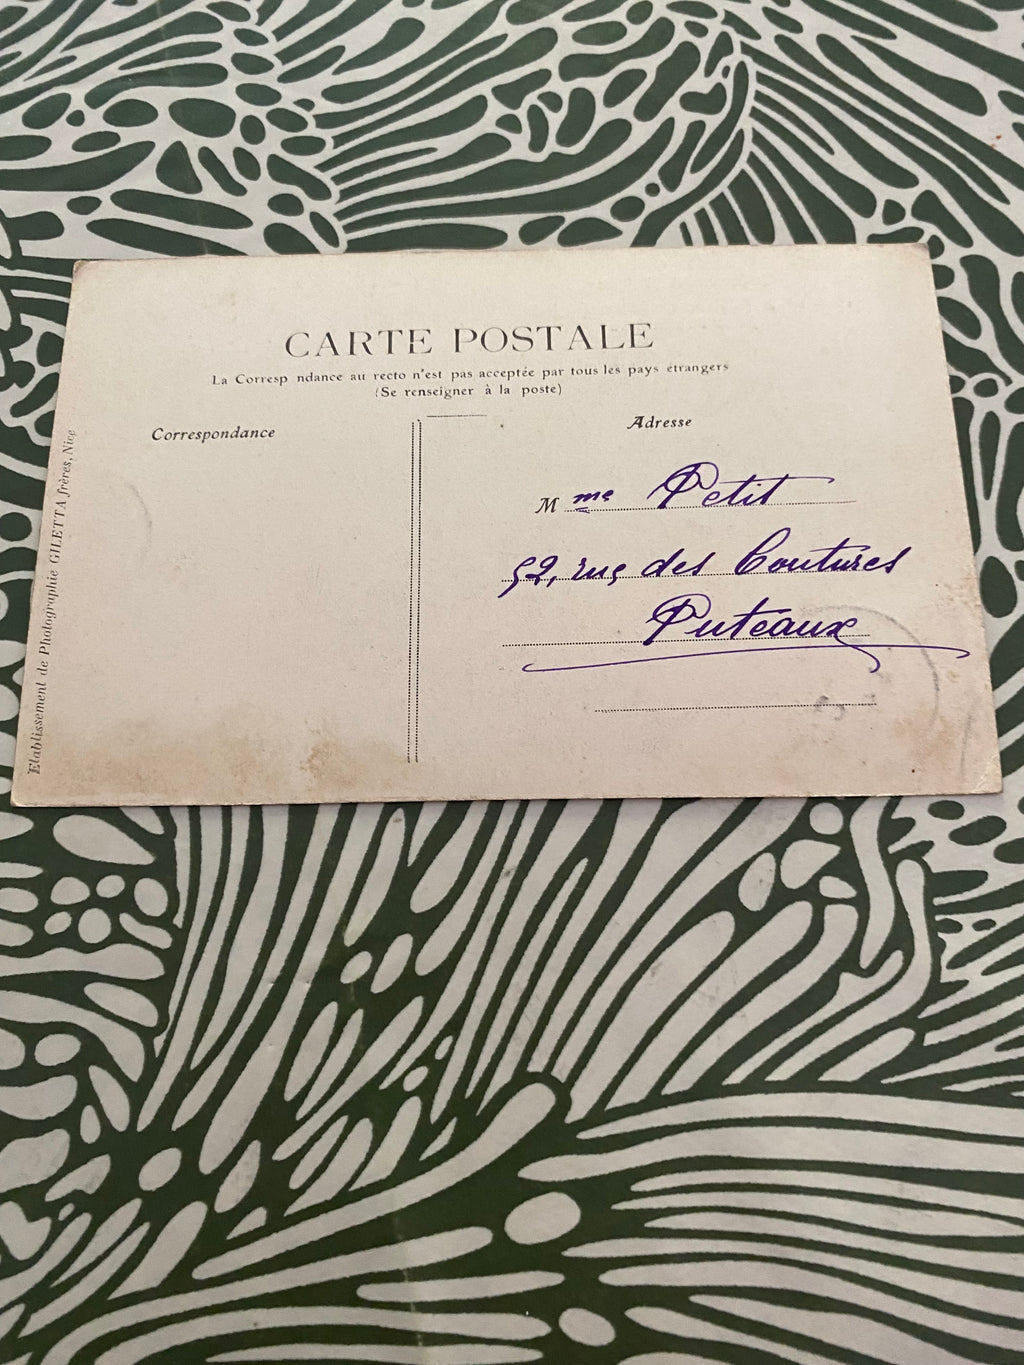 CARTE POSTALE
La Corresp ndance au recto n'est pas acceptée par tous les pays étrangers
(Se renseigner à la poste)
Correspondance
Adresse
Mme Petit
52, rue des Coutures
Puteaux
Etablissement de Photographie GILETTA frères, Nice